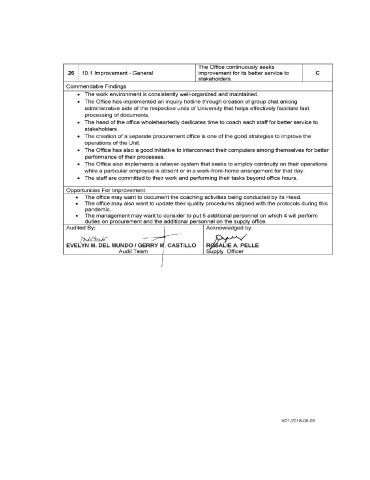 The Office continuously seeks
26 10.1 Improvement - General improvement for its better service to C
stakeholders.
Commendable Findings
• The work environment is consistently well-organized and maintained.
• The Office has implemented an inquiry hotline through creation of group chat among
administrative aide of the respective units of University that helps effectively facilitate fast
processing of documents.
• The head of the office wholeheartedly dedicates time to coach each staff for better service to
stakeholders.
• The creation of a separate procurement office is one of the good strategies to improve the
operations of the Unit.
• The Office has also a good initiative to interconnect their computers among themselves for better
performance of their processes.
• The Office also implements a reliever-system that seeks to employ continuity on their operations
while a particular employee is absent or in a work-from-home arrangement for that day.
• The staff are committed to their work and performing their tasks beyond office hours.
Opportunities For Improvement
• The office may want to document the coaching activities being conducted by its Head.
• The office may also want to update their quality procedures aligned with the protocols during this
pandemic.
• The management may want to consider to put 5 additional personnel on which 4 will perform
duties on procurement and the additional personnel on the supply office.
Audited By: Acknowledged by:
EVELYN M. DEL MUNDO / GERRY M. CASTILLO ROSALIE A. PELLE
Audit Team Supply Officer